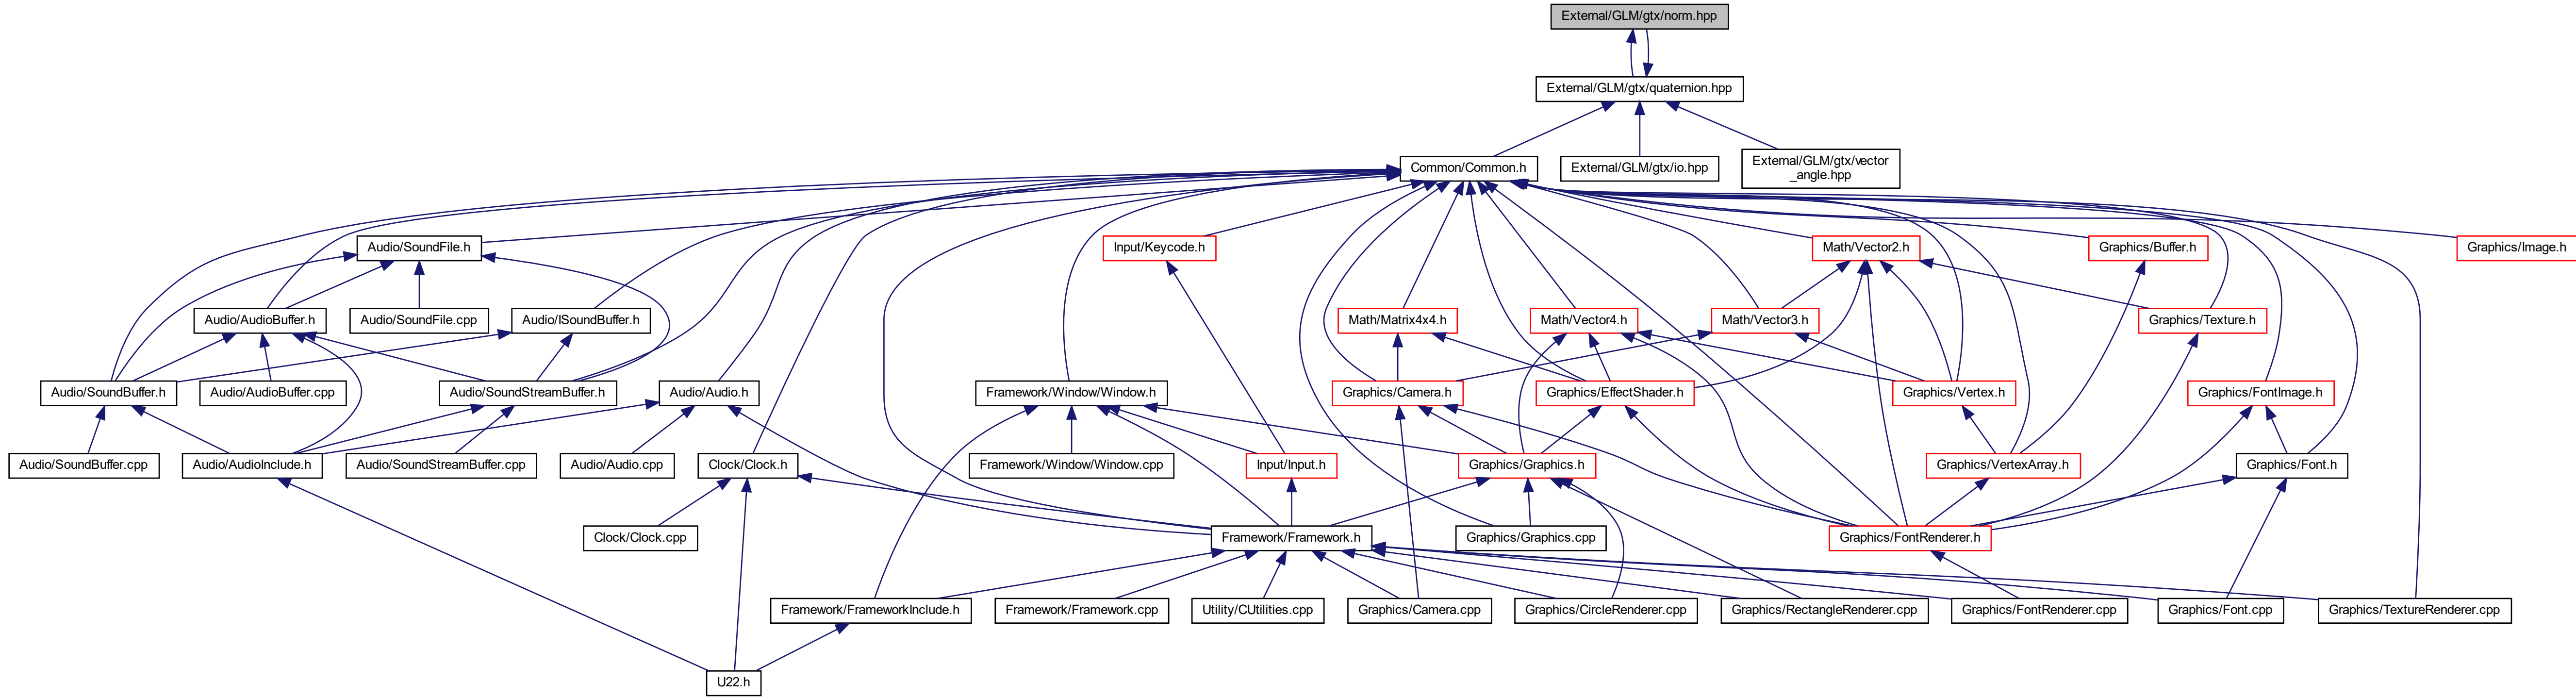 External/GLM/gtx/norm.hpp
External/GLM/gtx/quaternion.hpp
Common/Common.h
External/GLM/gtx/io.hpp
External/GLM/gtx/vector
_angle.hpp
Audio/SoundFile.h
Input/Keycode.h
Math/Vector2.h
Graphics/Buffer.h
Graphics/Image.h
Audio/AudioBuffer.h
Audio/SoundFile.cpp
Audio/ISoundBuffer.h
Math/Matrix4x4.h
Math/Vector4.h
Math/Vector3.h
Graphics/Texture.h
Audio/SoundBuffer.h
Audio/AudioBuffer.cpp
Audio/SoundStreamBuffer.h
Audio/Audio.h
Framework/Window/Window.h
Graphics/Camera.h
Graphics/EffectShader.h
Graphics/Vertex.h
Graphics/FontImage.h
Audio/SoundBuffer.cpp
Audio/AudioInclude.h
Audio/SoundStreamBuffer.cpp
Audio/Audio.cpp
Clock/Clock.h
Framework/Window/Window.cpp
Input/Input.h
Graphics/Graphics.h
Graphics/VertexArray.h
Graphics/Font.h
Clock/Clock.cpp
Framework/Framework.h
Graphics/Graphics.cpp
Graphics/FontRenderer.h
Framework/FrameworkInclude.h
Framework/Framework.cpp
Utility/CUtilities.cpp
Graphics/Camera.cpp
Graphics/CircleRenderer.cpp
Graphics/RectangleRenderer.cpp
Graphics/FontRenderer.cpp
Graphics/Font.cpp
Graphics/TextureRenderer.cpp
U22.h